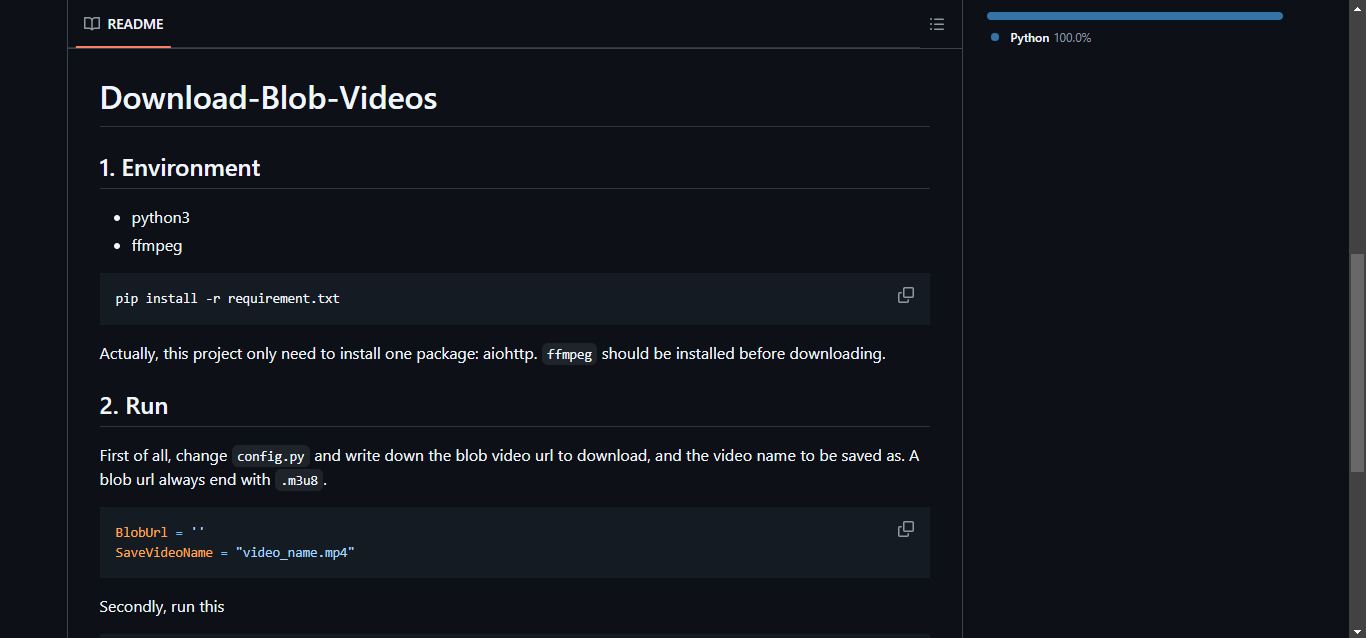 README
Python 100.0%
Download-Blob-Videos
1. Environment
python3
ffmpeg
pip install -r requirement.txt
Actually, this project only need to install one package: aiohttp. ffmpeg should be installed before downloading.
2. Run
First of all, change config.py and write down the blob video url to download, and the video name to be saved as. A
blob url always end with .m3u8.
BlobUrl = ''
SaveVideoName = "video_name.mp4"
Secondly, run this